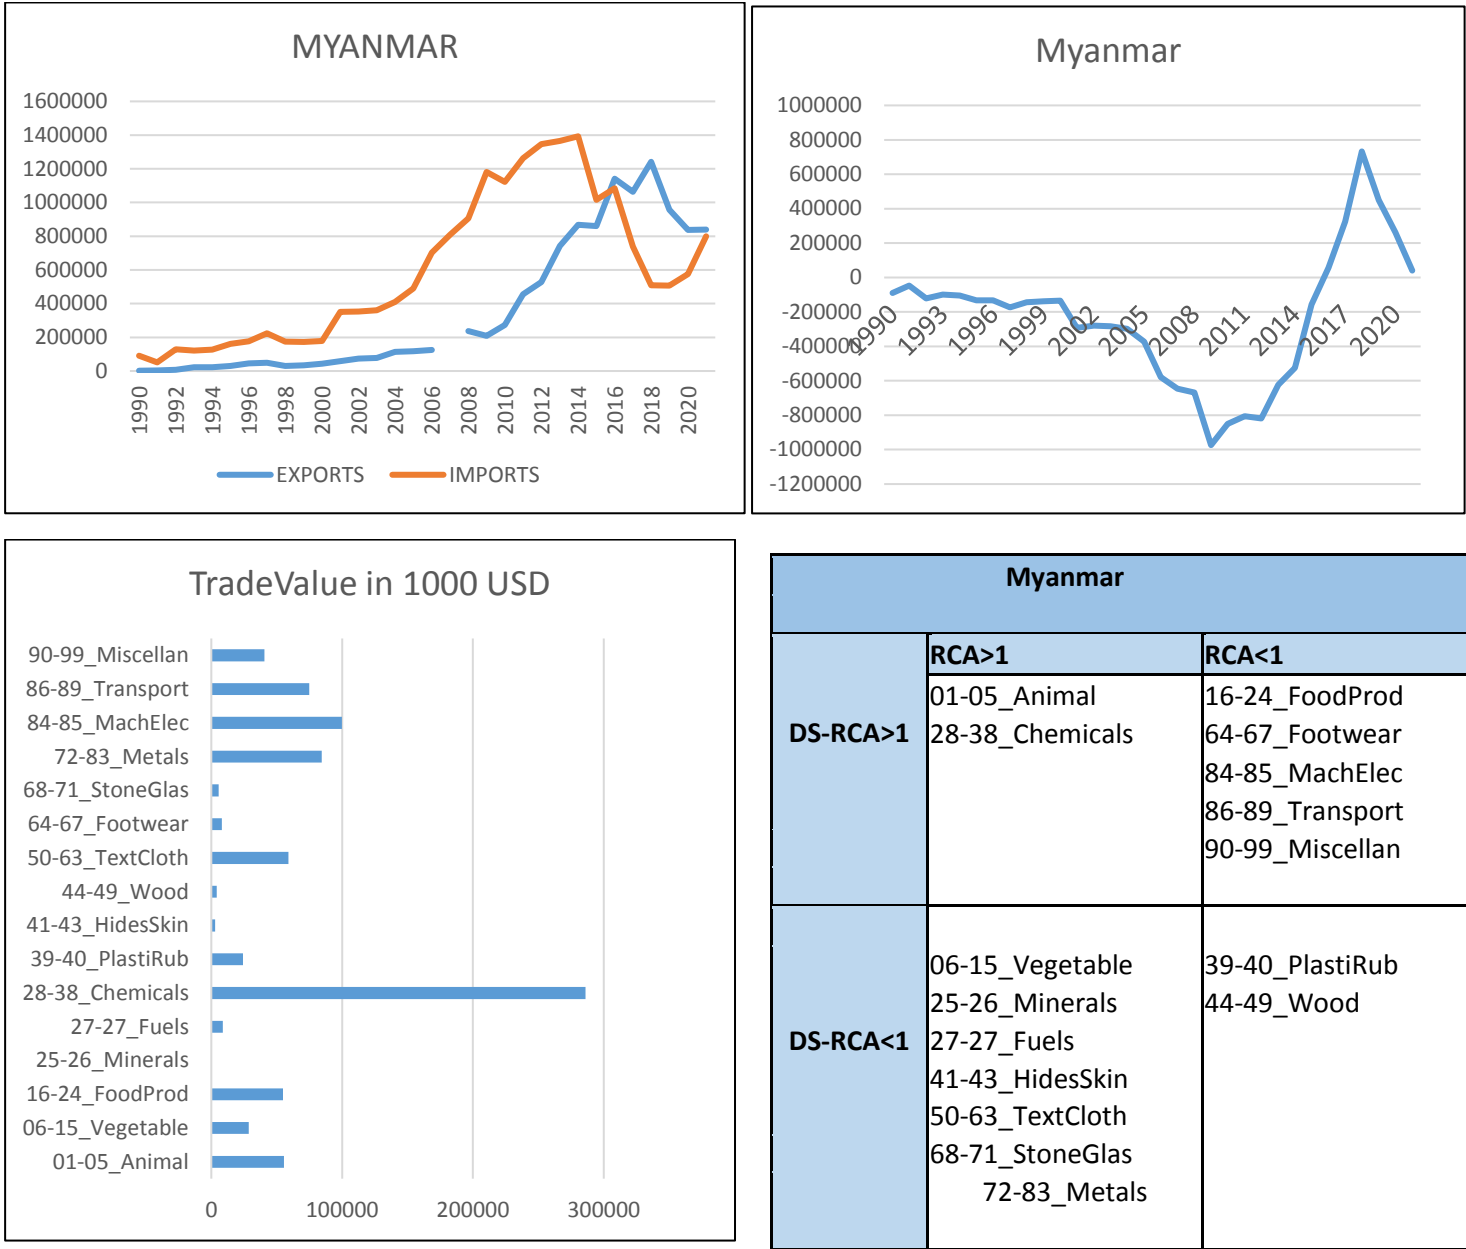 MYANMAR
1600000
1400000
1200000
1000000
800000
600000
400000
200000
0
1990
1992
1994
1996
1998
2000
2002
2004
2006
2008
2010
2012
2014
2016
2018
2020
EXPORTS IMPORTS
Myanmar
1000000
800000
600000
400000
200000
0
-200000
-400000
-600000
-800000
-1000000
-1200000
1990
1993
1996
1999
2002
2005
2008
2011
2014
2017
2020
TradeValue in 1000 USD
90-99_Miscellan
86-89_Transport
84-85_MachElec
72-83_Metals
68-71_StoneGlas
64-67_Footwear
50-63_TextCloth
44-49_Wood
41-43_HidesSkin
39-40_PlastiRub
28-38_Chemicals
27-27_Fuels
25-26_Minerals
16-24_FoodProd
06-15_Vegetable
01-05_Animal
0 100000 200000 300000
Myanmar
RCA>1 RCA<1
DS-RCA>1
01-05_Animal
28-38_Chemicals
16-24_FoodProd
64-67_Footwear
84-85_MachElec
86-89_Transport
90-99_Miscellan
DS-RCA<1
06-15_Vegetable
25-26_Minerals
27-27_Fuels
41-43_HidesSkin
50-63_TextCloth
68-71_StoneGlas
72-83_Metals
39-40_PlastiRub
44-49_Wood